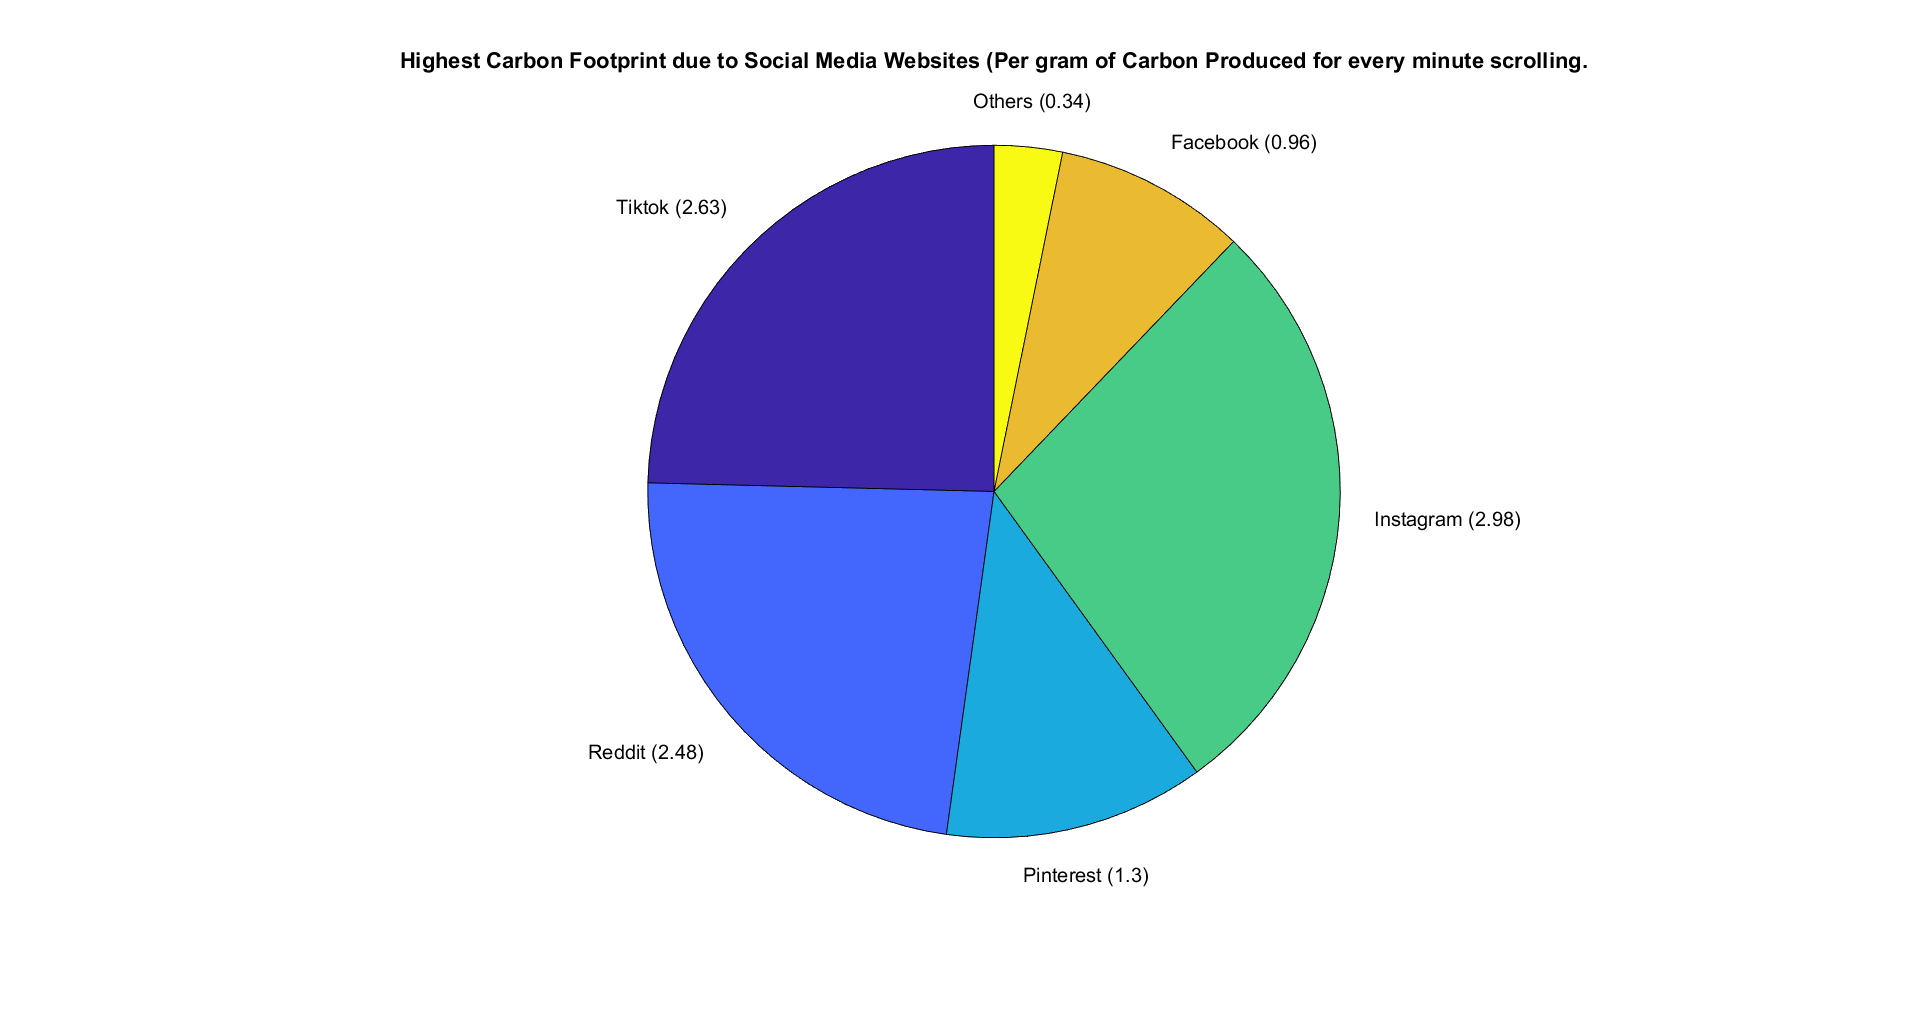 Highest Carbon Footprint due to Social Media Websites (Per gram of Carbon Produced for every minute scrolling.
Others (0.34)
Facebook (0.96)
Tiktok (2.63)
Instagram (2.98)
Reddit (2.48)
Pinterest (1.3)